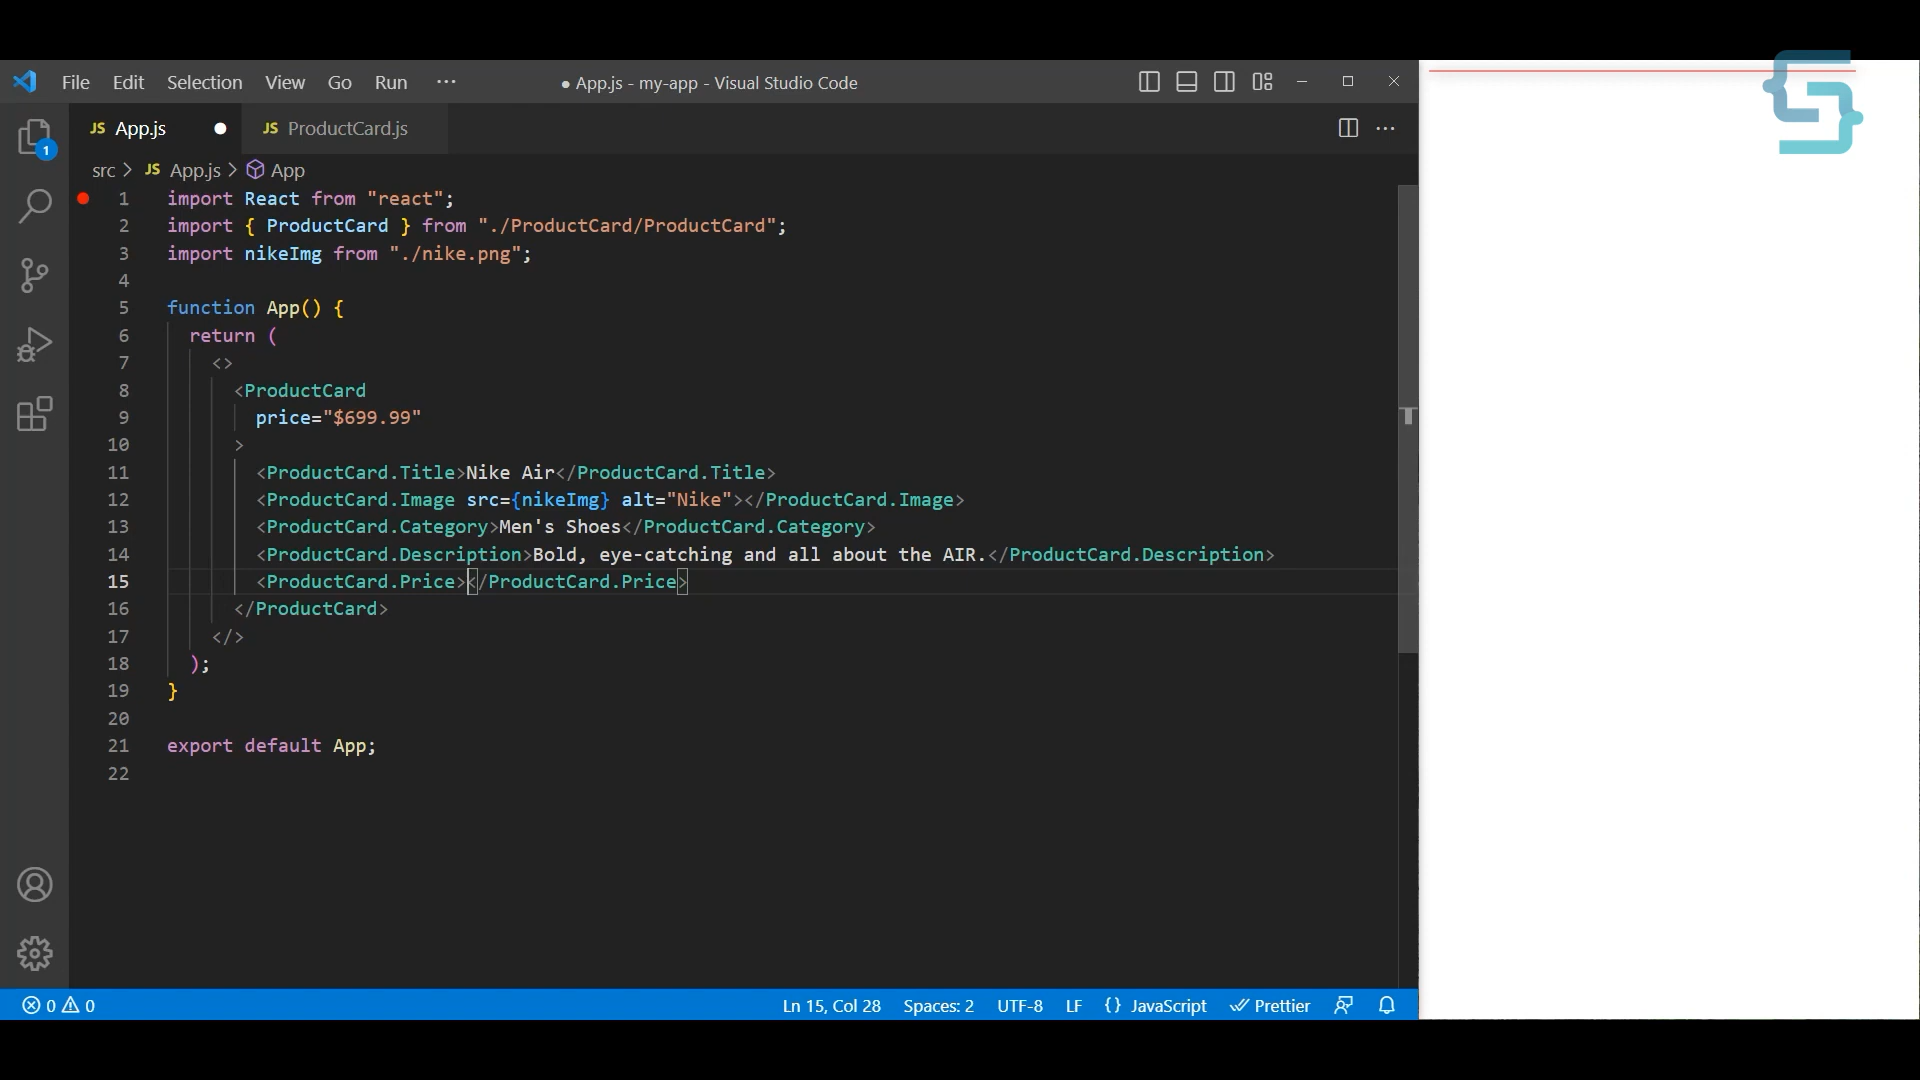 File Edit Selection View Go Run ··· ● App.js - my-app - Visual Studio Code
JS App.js ● JS ProductCard.js
1
src > JS App.js > App
1 import React from "react";
2 import { ProductCard } from "./ProductCard/ProductCard";
3 import nikeImg from "./nike.png";
4
5 function App() {
6 return (
7 <>
8 <ProductCard
9 price="$699.99"
10 >
11 <ProductCard.Title>Nike Air</ProductCard.Title>
12 <ProductCard.Image src={nikeImg} alt="Nike"></ProductCard.Image>
13 <ProductCard.Category>Men's Shoes</ProductCard.Category>
14 <ProductCard.Description>Bold, eye-catching and all about the AIR.</ProductCard.Description>
15 <ProductCard.Price></ProductCard.Price>
16 </ProductCard>
17 </>
18 );
19 }
20
21 export default App;
22
0 0 Ln 15, Col 28 Spaces: 2 UTF-8 LF {} JavaScript Prettier